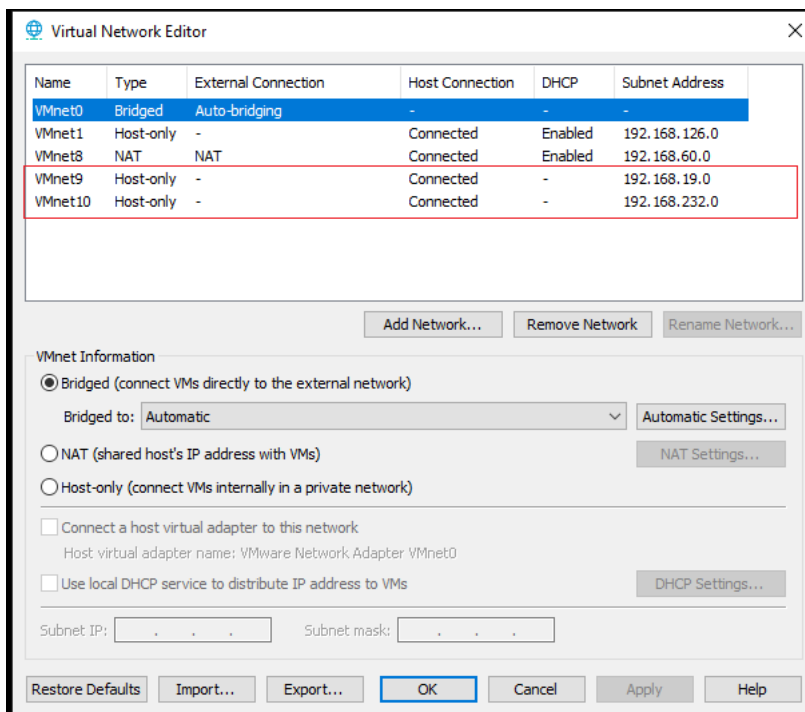 Virtual Network Editor
Name Type External Connection Host Connection DHCP Subnet Address
VMnet0 Bridged Auto-bridging - - -
VMnet1 Host-only - Connected Enabled 192.168.126.0
VMnet8 NAT NAT Connected Enabled 192.168.60.0
VMnet9 Host-only - Connected - 192.168.19.0
VMnet10 Host-only - Connected - 192.168.232.0
Add Network... Remove Network Rename Network...
VMnet Information
Bridged (connect VMs directly to the external network)
Bridged to: Automatic Automatic Settings...
NAT (shared host's IP address with VMs) NAT Settings...
Host-only (connect VMs internally in a private network)
Connect a host virtual adapter to this network
Host virtual adapter name: VMware Network Adapter VMnet0
Use local DHCP service to distribute IP address to VMs DHCP Settings...
Subnet IP: . . . Subnet mask: . . .
Restore Defaults Import... Export... OK Cancel Apply Help